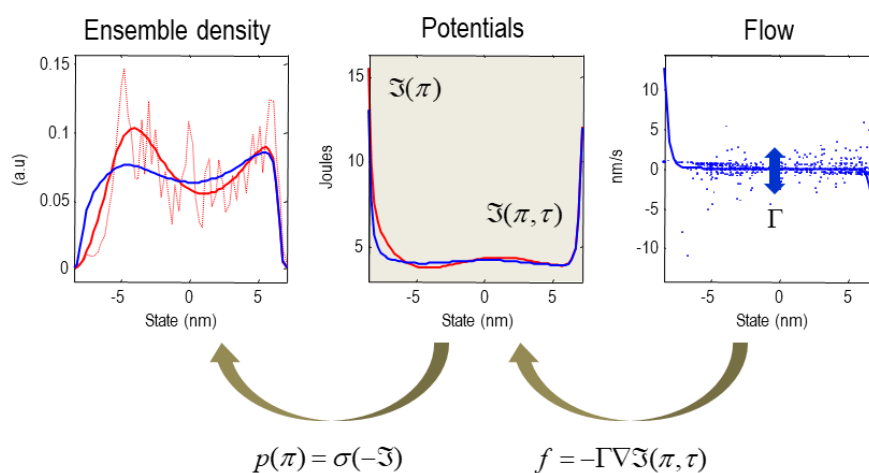 Ensemble density
Potentials
Flow
0.15
0.1
0.05
0
(a.u)
-5
0
5
State (nm)
15
10
5
Joules
ℑ(π)
ℑ(π,τ)
-5
0
5
State (nm)
10
5
0
-5
-10
nm/s
Γ
-5
0
5
State (nm)
p(π) = σ(-ℑ)
f = -Γ∇ℑ(π,τ)